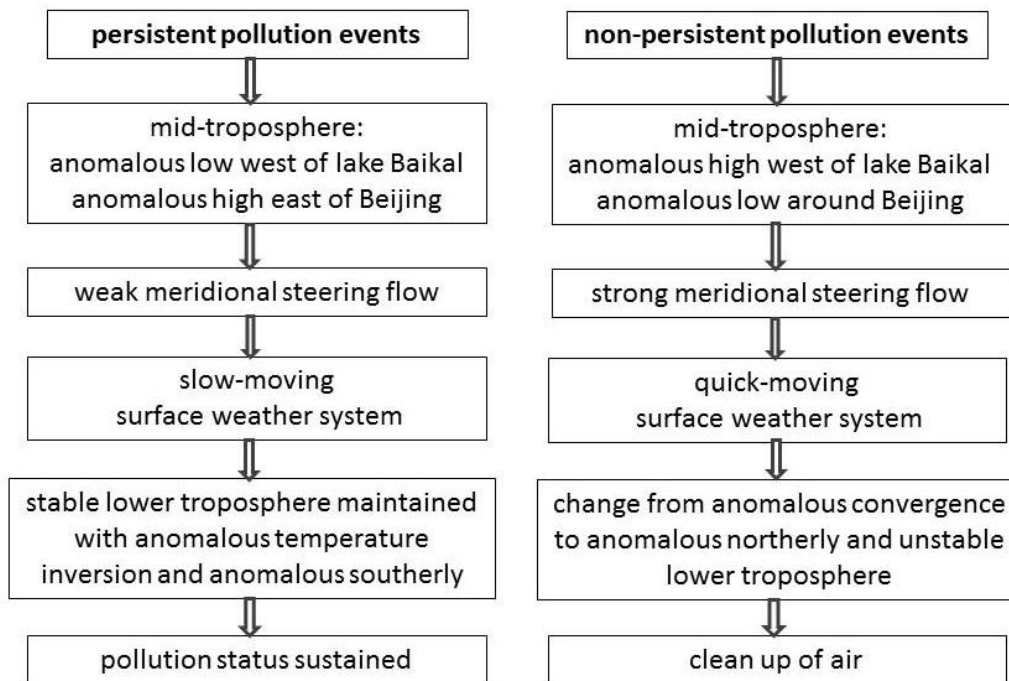 persistent pollution events
mid-troposphere:
anomalous low west of lake Baikal
anomalous high east of Beijing
weak meridional steering flow
slow-moving
surface weather system
stable lower troposphere maintained
with anomalous temperature
inversion and anomalous southerly
pollution status sustained
non-persistent pollution events
mid-troposphere:
anomalous high west of lake Baikal
anomalous low around Beijing
strong meridional steering flow
quick-moving
surface weather system
change from anomalous convergence
to anomalous northerly and unstable
lower troposphere
clean up of air